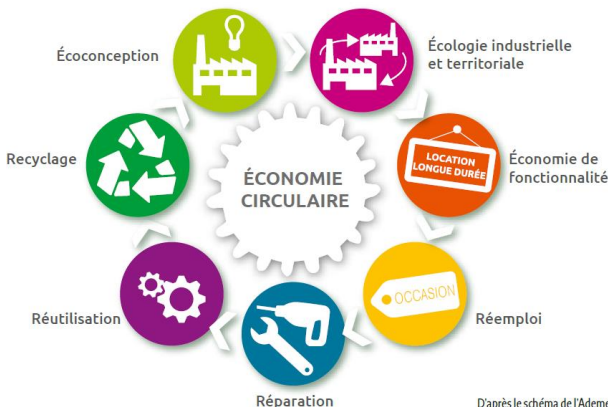 Écoconception
Écologie industrielle
et territoriale
Recyclage
LOCATION
LONGUE DURÉE
Économie de
fonctionnalité
ÉCONOMIE
CIRCULAIRE
OCCASION
Réutilisation
Réemploi
Réparation
D'après le schéma de l'Ademe